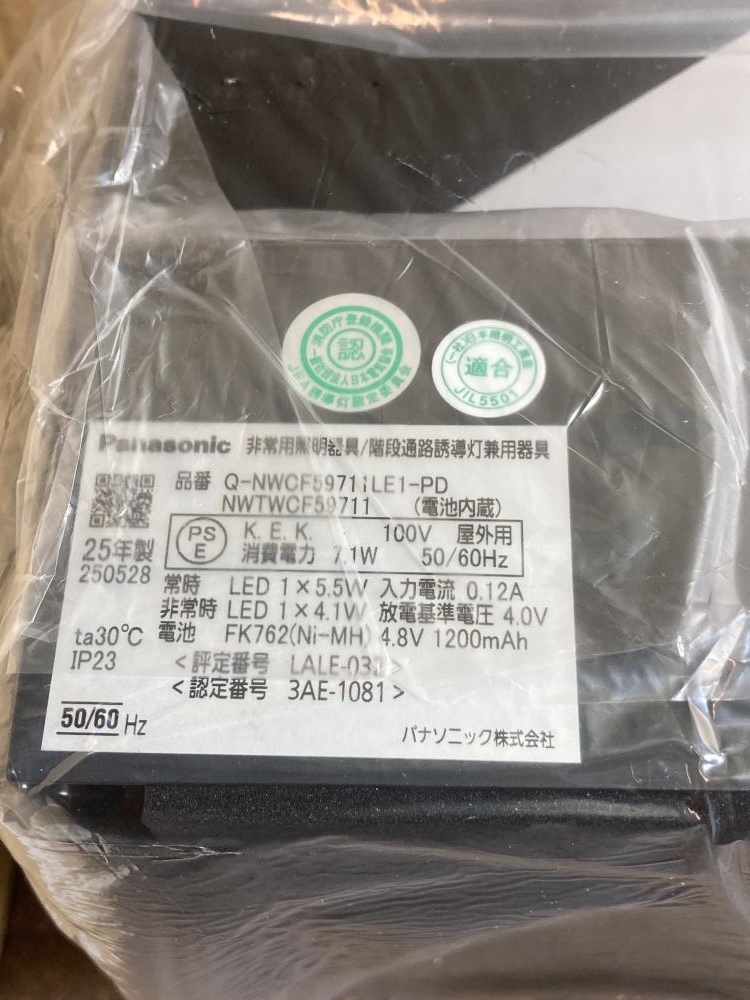 認
適合
JIL5501
Panasonic 非常用照明器具/階段通路誘導灯兼用器具
品番 Q-NWCF59711LE1-PD
NWTWCF59711 (電池内蔵)
PS E K. E. K. 100V 屋外用
消費電力 7.1W 50/60Hz
25年製
250528
常時 LED 1×5.5W 入力電流 0.12A
非常時 LED 1×4.1W 放電基準電圧 4.0V
電池 FK762(Ni-MH) 4.8V 1200mAh
ta30℃
IP23
<評定番号 >
<認定番号 3AE-1081>
50/60 Hz
パナソニック株式会社